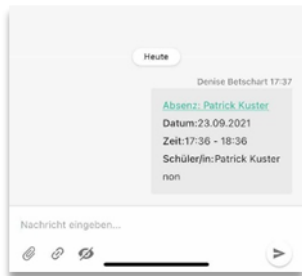 Heute
Denise Betschart 17:37
Absenz: Patrick Kuster
Datum:23.09.2021
Zeit:17:36 - 18:36
Schüler/in:Patrick Kuster
non
Nachricht eingeben...